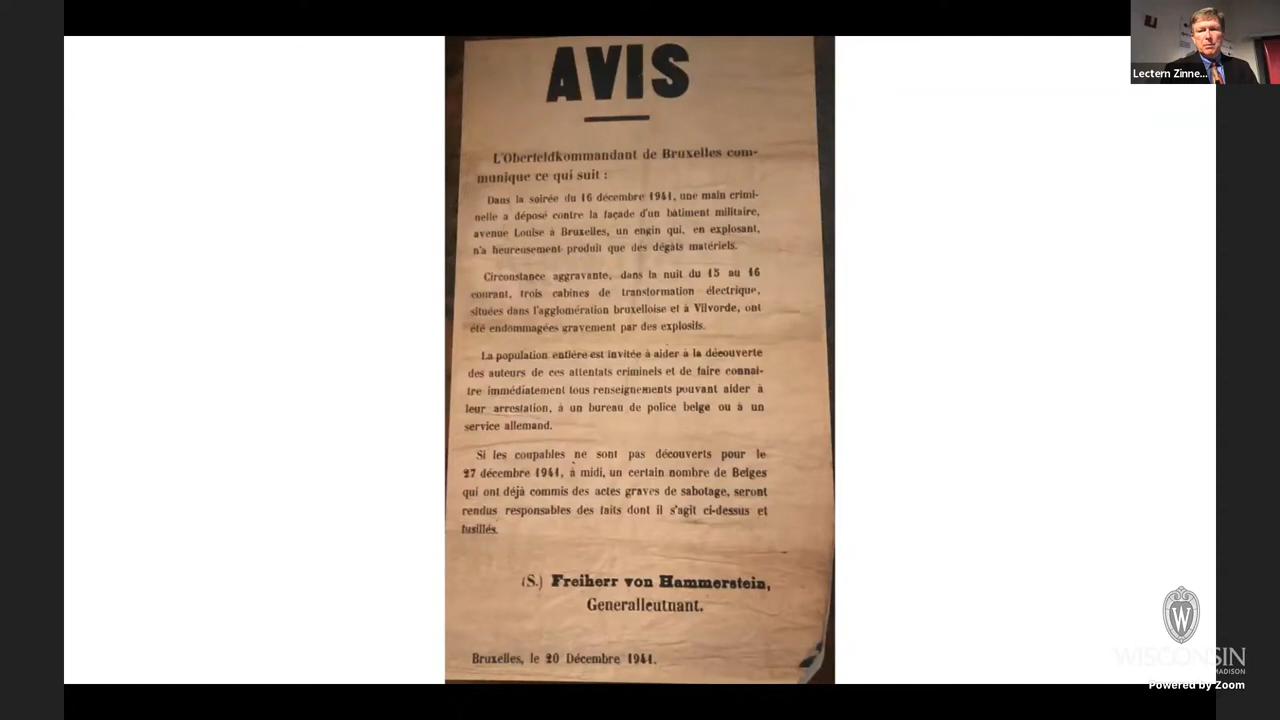 AVIS
L'Oberfeldkommandant de Bruxelles com-
munique ce qui suit :
Dans la soirée du 16 décembre 1941, une main crimi-
nelle a déposé contre la façade d'un bâtiment militaire,
avenue Louise à Bruxelles, un engin qui, en explosant,
n'a heureusement produit que des dégâts matériels.
Circonstance aggravante, dans la nuit du 15 au 16
courant, trois cabines de transformation électrique,
situées dans l'agglomération bruxelloise et à Vilvorde, ont
été endommagées gravement par des explosifs.
La population entière est invitée à aider à la découverte
des auteurs de ces attentats criminels et de faire connaî-
tre immédiatement tous renseignements pouvant aider à
leur arrestation, à un bureau de police belge ou à un
service allemand.
Si les coupables ne sont pas découverts pour le
27 décembre 1941, à midi, un certain nombre de Belges
qui ont déjà commis des actes graves de sabotage, seront
rendus responsables des faits dont il s'agit ci-dessus et
fusillés.
(S.) Freiherr von Hammerstein,
Generalleutnant.
Bruxelles, le 20 Décembre 1941.
Lectern Zinne...
W
WISCONSIN
MADISON
Powered by Zoom